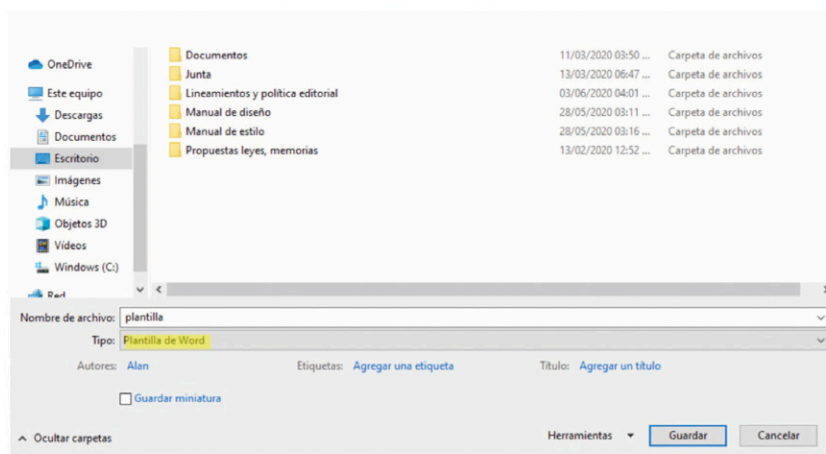 OneDrive
Este equipo
Descargas
Documentos
Escritorio
Imágenes
Música
Objetos 3D
Vídeos
Windows (C:)
Red
Documentos 11/03/2020 03:50 ... Carpeta de archivos
Junta 13/03/2020 06:47 ... Carpeta de archivos
Lineamientos y política editorial 03/06/2020 04:01 ... Carpeta de archivos
Manual de diseño 28/05/2020 03:11 ... Carpeta de archivos
Manual de estilo 28/05/2020 03:16 ... Carpeta de archivos
Propuestas leyes, memorias 13/02/2020 12:52 ... Carpeta de archivos
Nombre de archivo: plantilla
Tipo: Plantilla de Word
Autores: Alan Etiquetas: Agregar una etiqueta Título: Agregar un título
Guardar miniatura
Ocultar carpetas Herramientas Guardar Cancelar